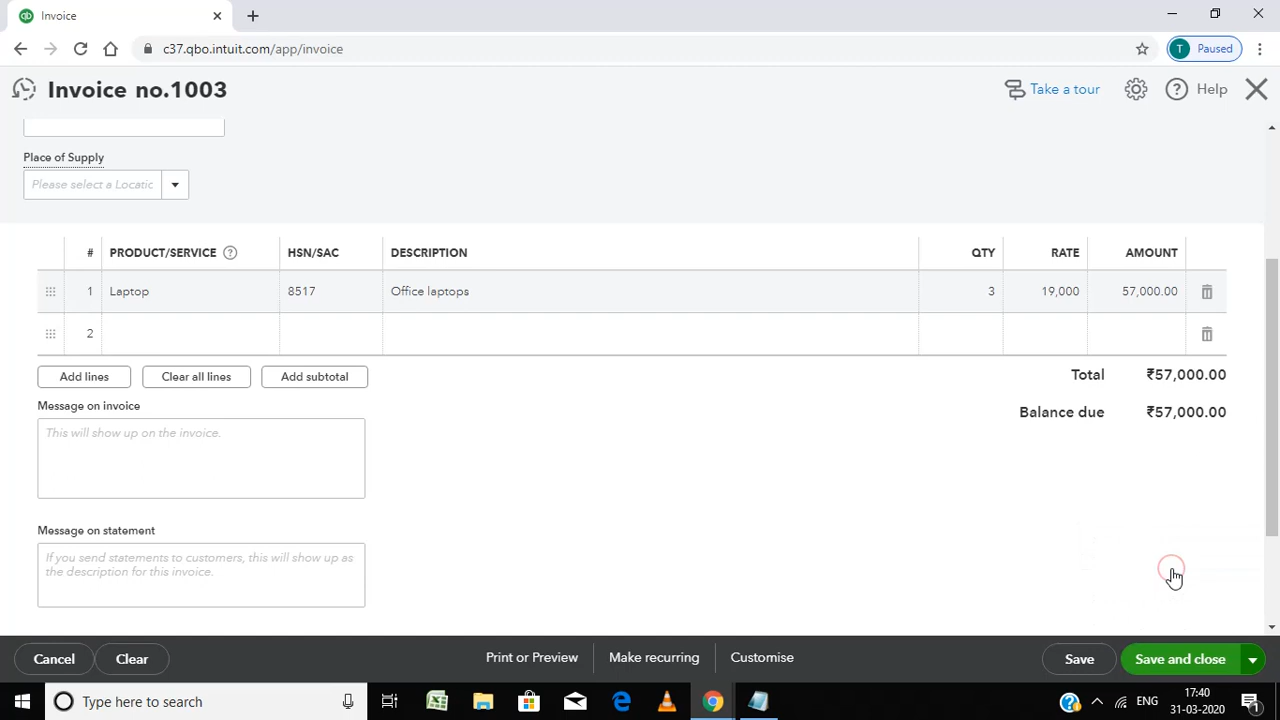 Invoice
c37.qbo.intuit.com/app/invoice
T Paused
Invoice no.1003
Take a tour
Help
Place of Supply
Please select a Locatic
# PRODUCT/SERVICE HSN/SAC DESCRIPTION QTY RATE AMOUNT
1 Laptop 8517 Office laptops 3 19,000 57,000.00
2
Add lines Clear all lines Add subtotal
Total ₹57,000.00
Message on invoice
Balance due ₹57,000.00
This will show up on the invoice.
Message on statement
If you send statements to customers, this will show up as
the description for this invoice.
Cancel Clear Print or Preview Make recurring Customise Save Save and close
Type here to search
ENG
17:40
31-03-2020
1